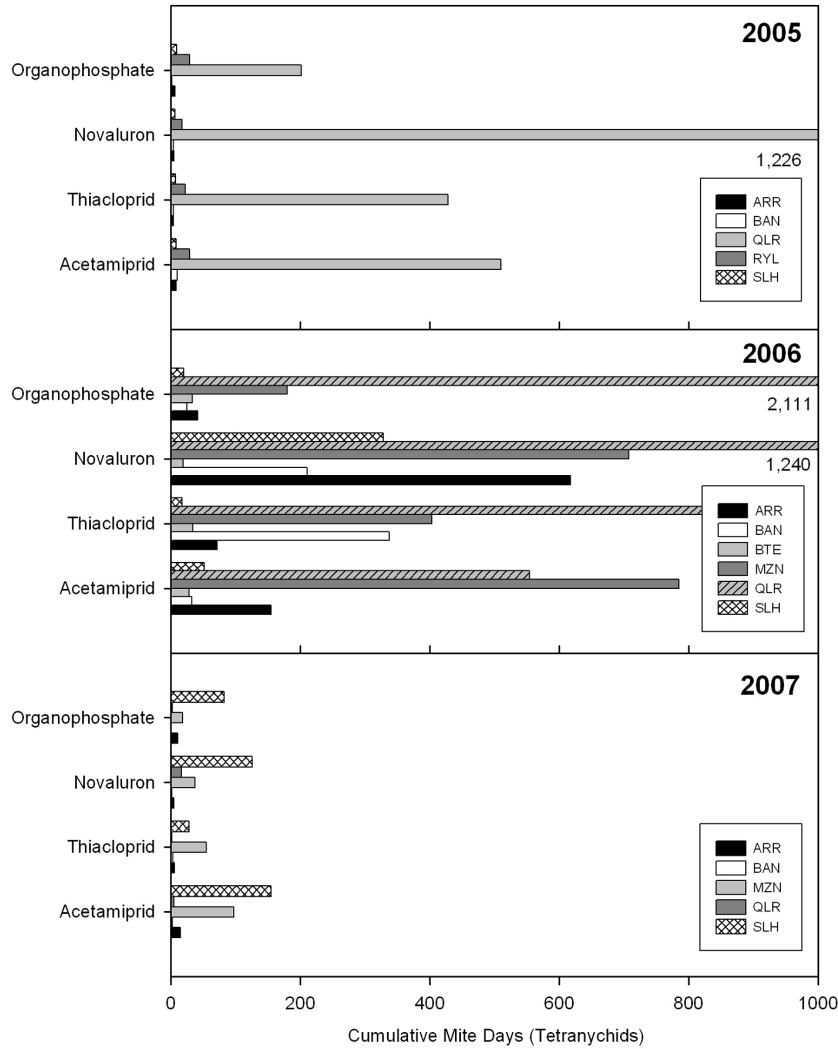 2005
Organophosphate
Novaluron
1,226
Thiacloprid
Acetamiprid
ARR
BAN
QLR
RYL
SLH
2006
Organophosphate
2,111
Novaluron
1,240
Thiacloprid
Acetamiprid
ARR
BAN
BTE
MZN
QLR
SLH
2007
Organophosphate
Novaluron
Thiacloprid
Acetamiprid
ARR
BAN
MZN
QLR
SLH
0 200 400 600 800 1000
Cumulative Mite Days (Tetranychids)